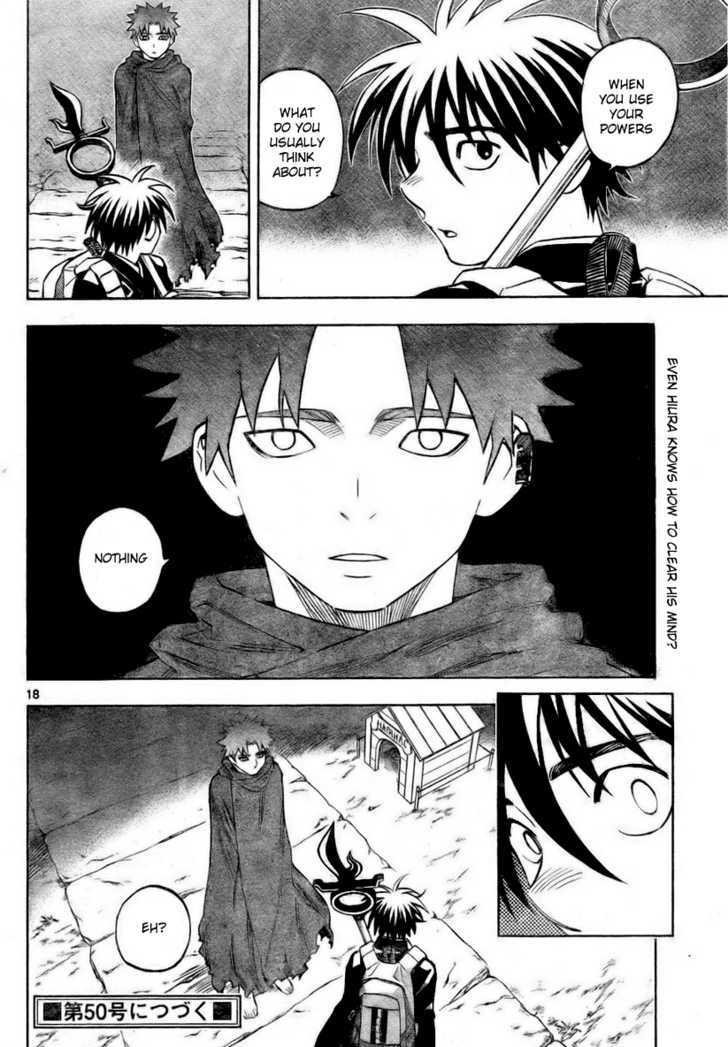 WHEN
YOU USE
YOUR
POWERS
WHAT
DO YOU
USUALLY
THINK
ABOUT?
EVEN HIURA KNOWS HOW TO CLEAR HIS MIND?
NOTHING
18
EH?
第50号につづく